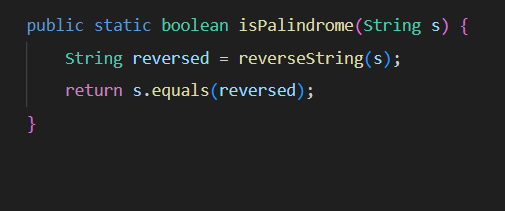 public static boolean isPalindrome(String s) {
    String reversed = reverseString(s);
    return s.equals(reversed);
}